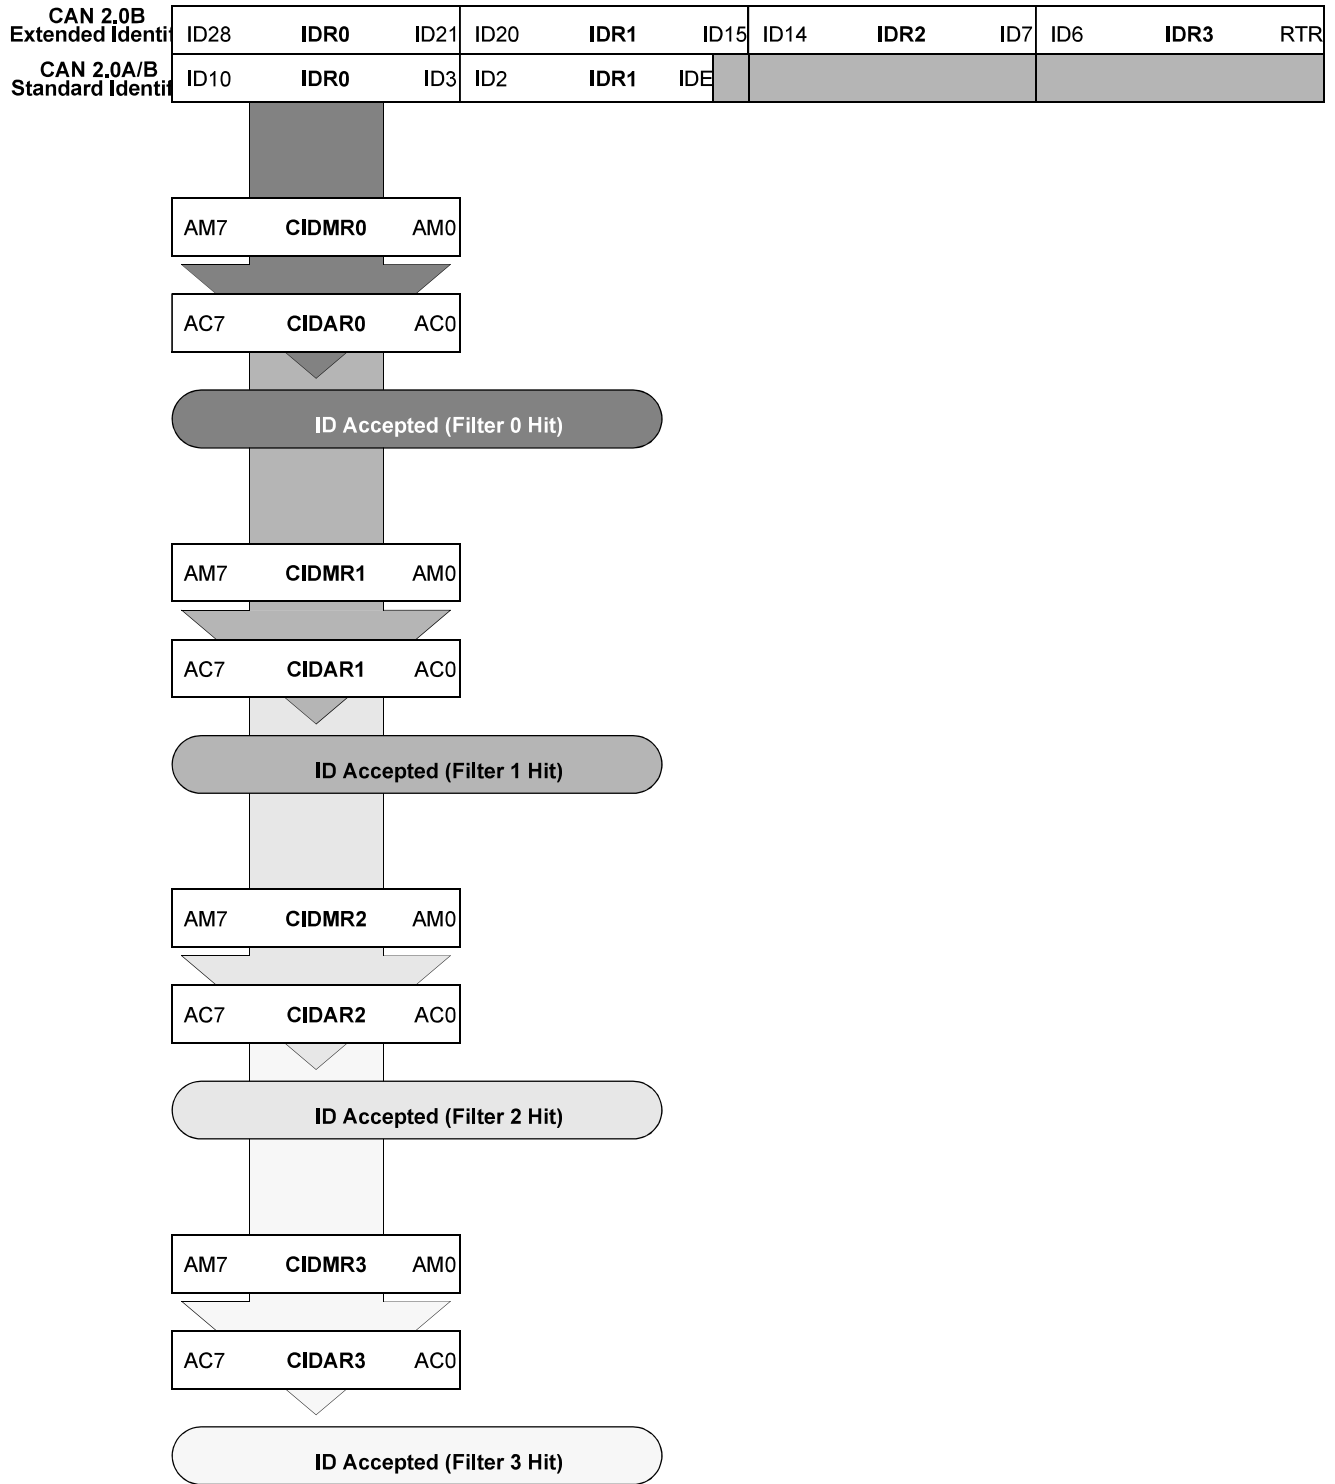 CAN 2.0B
Extended Identif
ID28 IDR0 ID21 ID20 IDR1 ID15 ID14 IDR2 ID7 ID6 IDR3 RTR
CAN 2.0A/B
Standard Identif
ID10 IDR0 ID3 ID2 IDR1 IDE
AM7 CIDMR0 AM0
AC7 CIDAR0 AC0
ID Accepted (Filter 0 Hit)
AM7 CIDMR1 AM0
AC7 CIDAR1 AC0
ID Accepted (Filter 1 Hit)
AM7 CIDMR2 AM0
AC7 CIDAR2 AC0
ID Accepted (Filter 2 Hit)
AM7 CIDMR3 AM0
AC7 CIDAR3 AC0
ID Accepted (Filter 3 Hit)